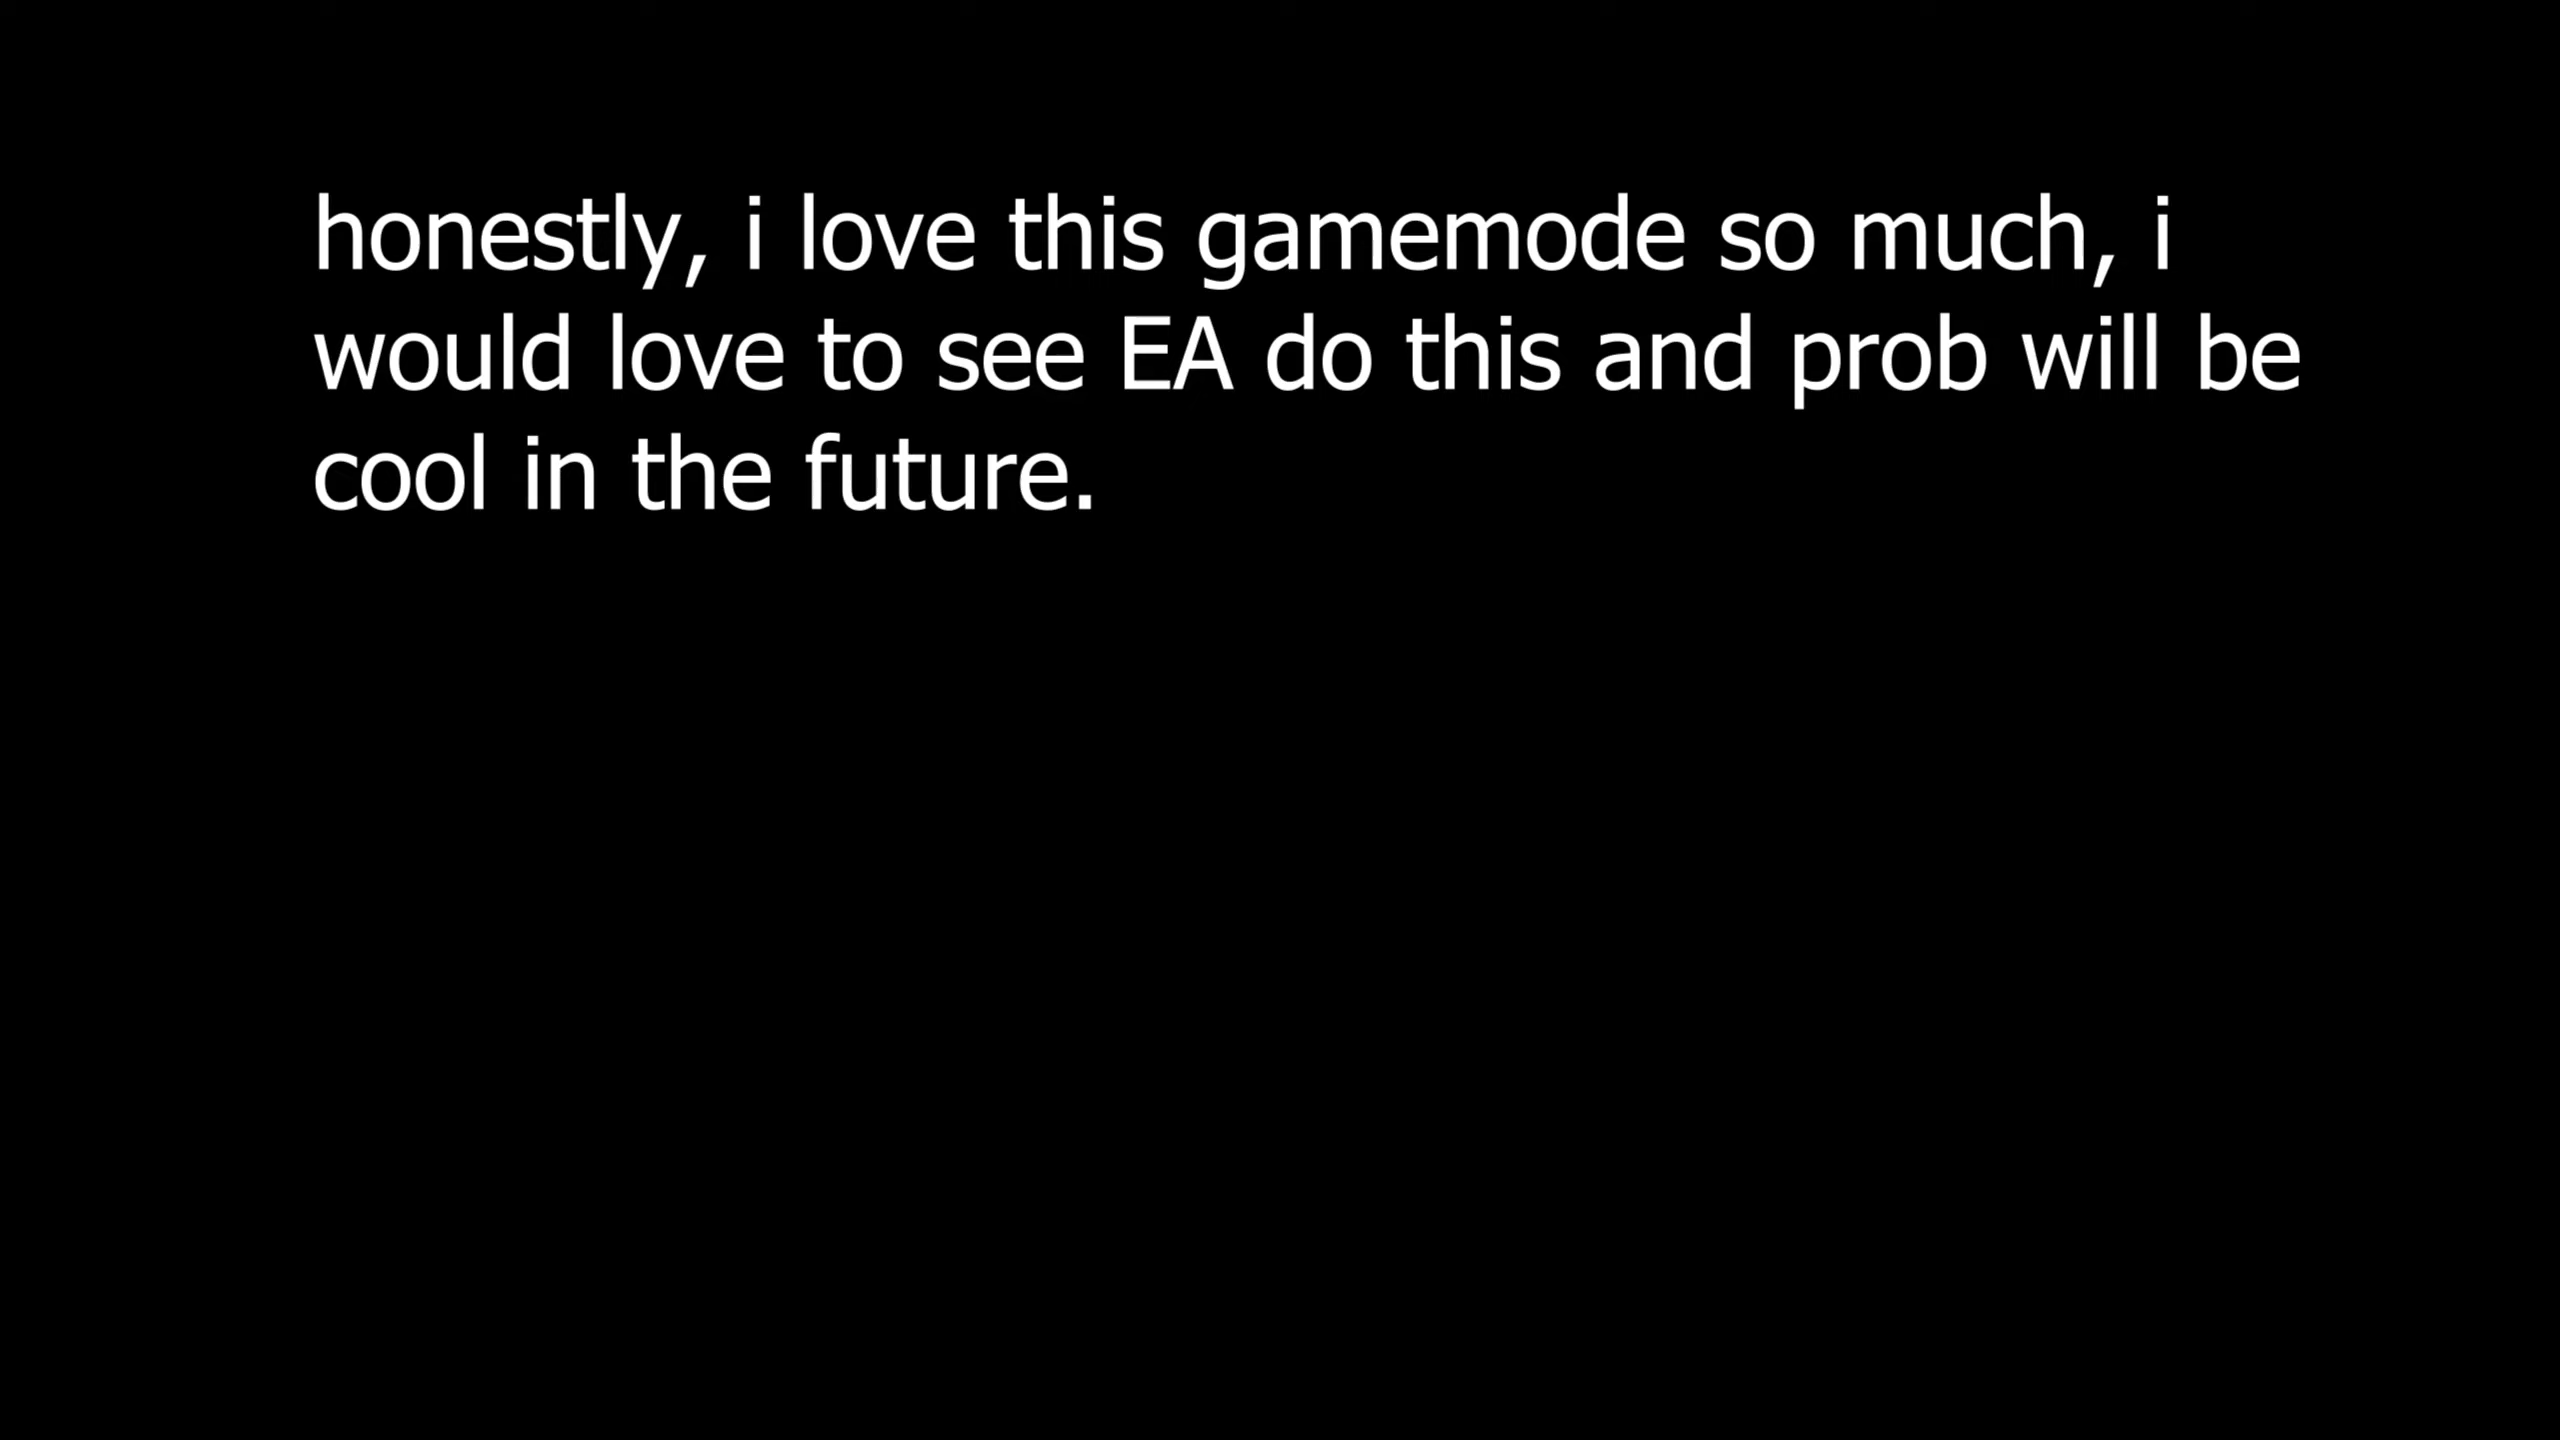 honestly, i love this gamemode so much, i
would love to see EA do this and prob will be
cool in the future.